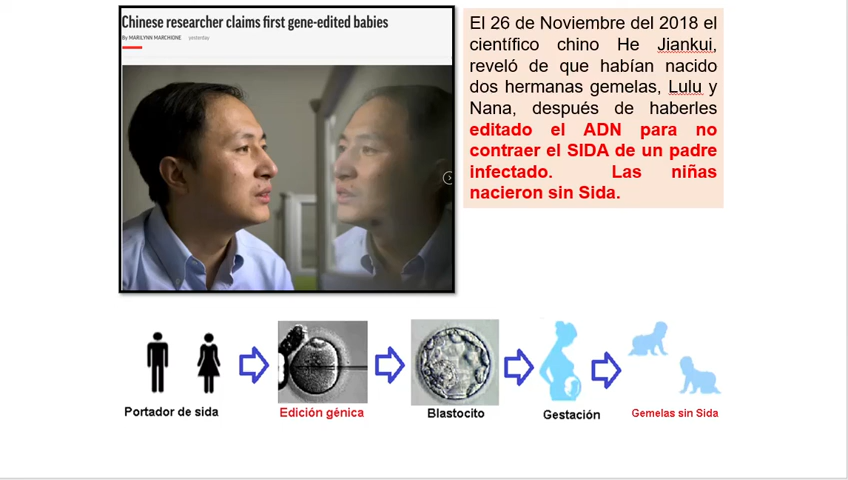 Chinese researcher claims first gene-edited babies
By MARILYNN MARCHIONE yesterday
El 26 de Noviembre del 2018 el
científico chino He Jiankui,
reveló de que habían nacido
dos hermanas gemelas, Lulu y
Nana, después de haberles
editado el ADN para no
contraer el SIDA de un padre
infectado. Las niñas
nacieron sin Sida.
Portador de sida
Edición génica
Blastocito
Gestación
Gemelas sin Sida